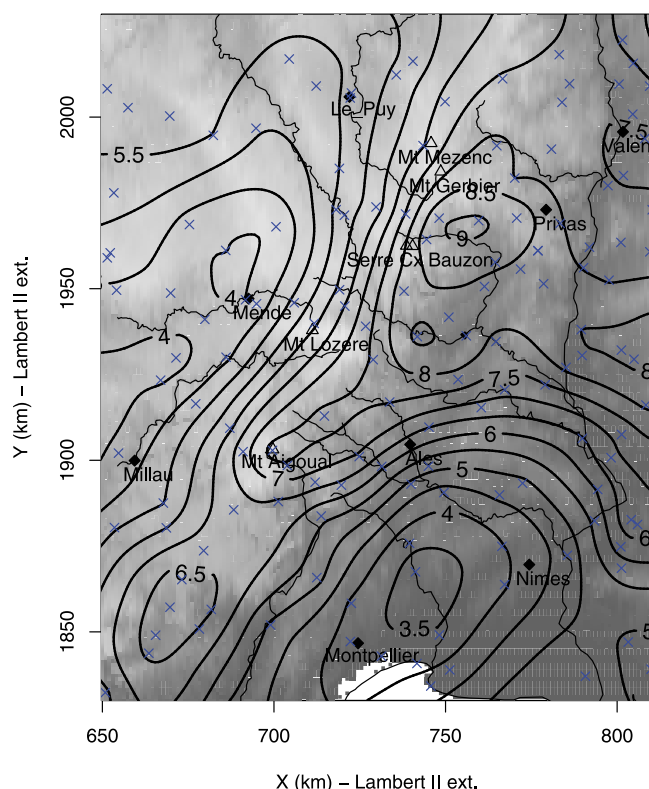 Y (km) − Lambert II ext.
2000
1950
1900
1850
5.5
Le_Puy
7.5
Valen
Mt Mezenc
Mt Gerbier
8.5
Privas
9
Serre Cx Bauzon
4
Mende
Mt Lozere
4
8
7.5
8
6
Mt Aigoual
Ales
7
5
Millau
4
6.5
Nimes
3.5
5
Montpellier
650
700
750
800
X (km) − Lambert II ext.